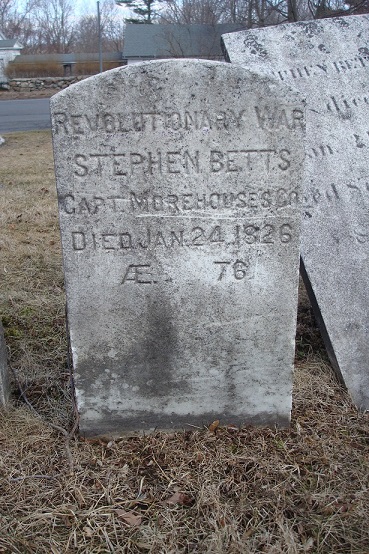 REVOLUTIONARY WAR
STEPHEN BETTS
CAPT. MOREHOUSES CO.
DIED JAN. 24, 1826
Æ. 76